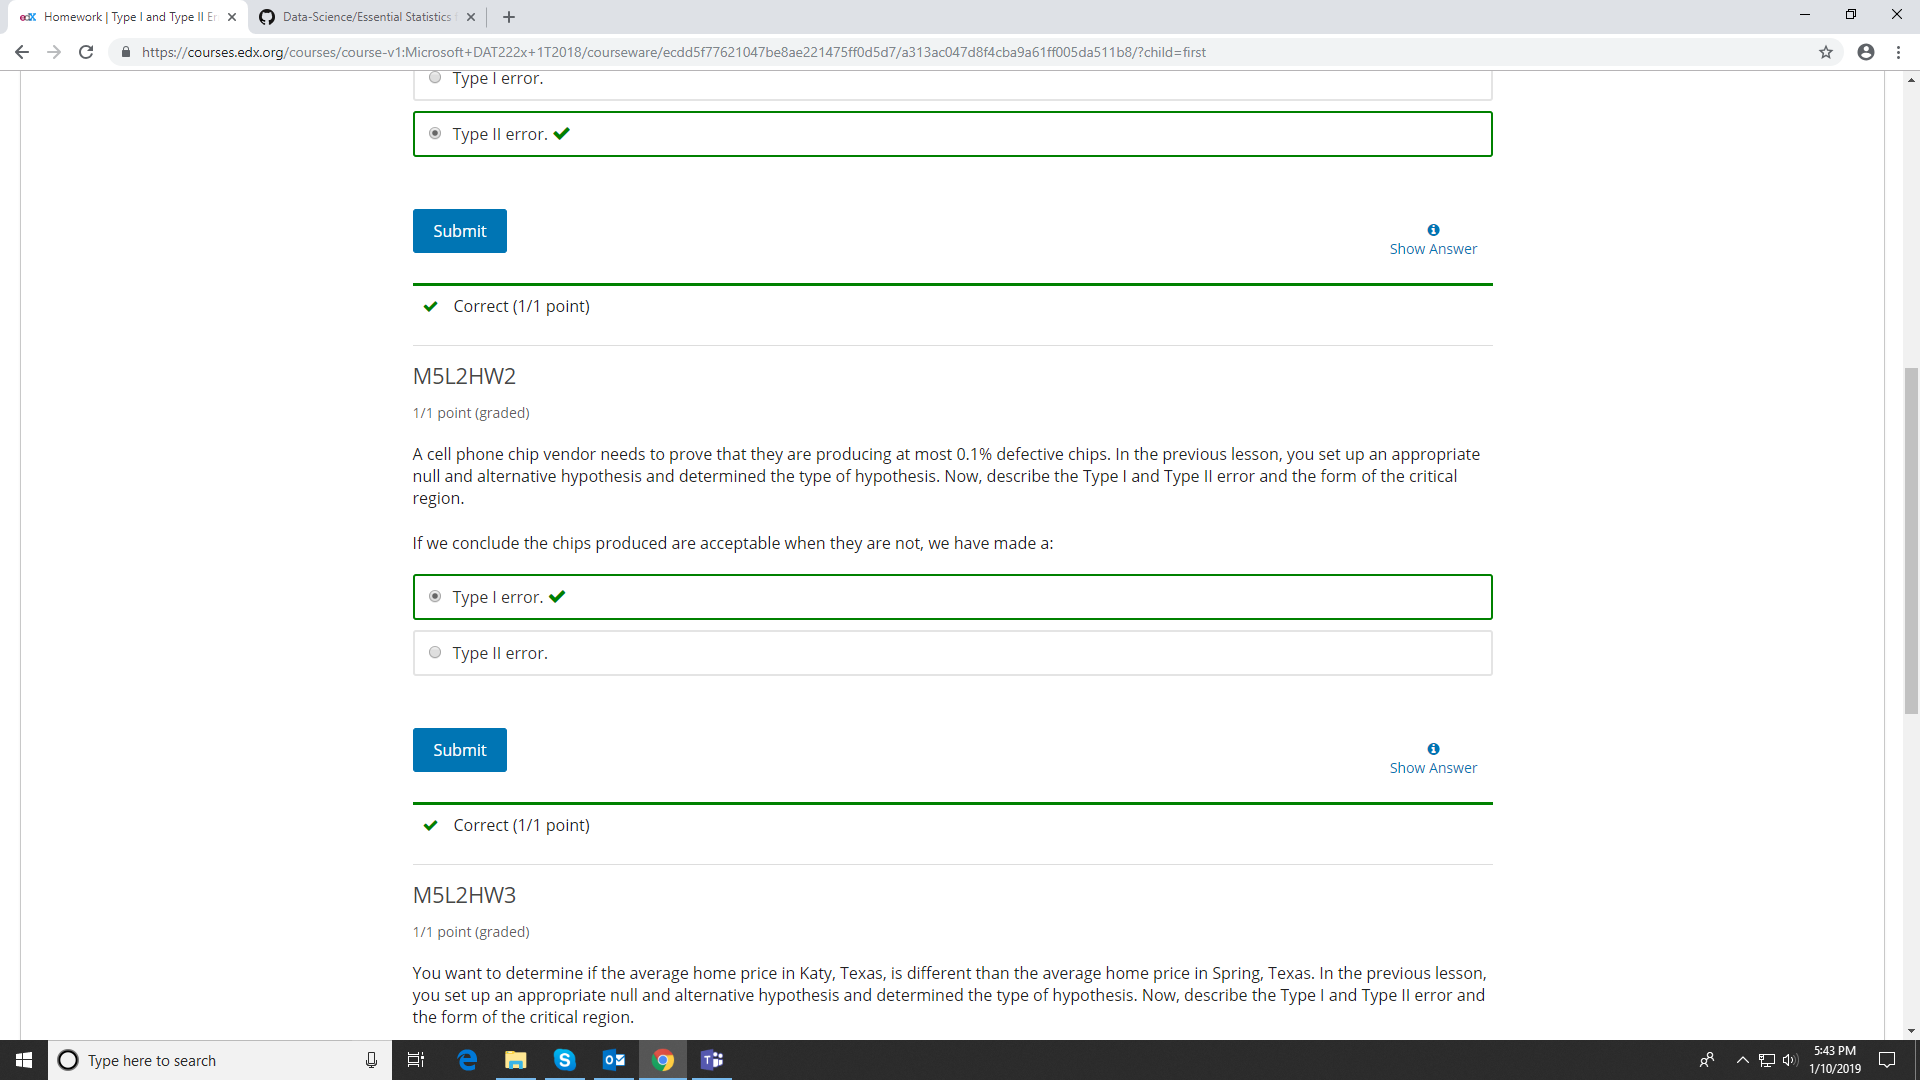 edX Homework | Type I and Type II Er
Data-Science/Essential Statistics
https://courses.edx.org/courses/course-v1:Microsoft+DAT222x+1T2018/courseware/ecdd5f77621047be8ae221475ff0d5d7/a313ac047d8f4cba9a61ff005da511b8/?child=first
Type I error.
Type II error.
Submit
Show Answer
Correct (1/1 point)
M5L2HW2
1/1 point (graded)
A cell phone chip vendor needs to prove that they are producing at most 0.1% defective chips. In the previous lesson, you set up an appropriate
null and alternative hypothesis and determined the type of hypothesis. Now, describe the Type I and Type II error and the form of the critical
region.
If we conclude the chips produced are acceptable when they are not, we have made a:
Type I error.
Type II error.
Submit
Show Answer
Correct (1/1 point)
M5L2HW3
1/1 point (graded)
You want to determine if the average home price in Katy, Texas, is different than the average home price in Spring, Texas. In the previous lesson,
you set up an appropriate null and alternative hypothesis and determined the type of hypothesis. Now, describe the Type I and Type II error and
the form of the critical region.
Type here to search
5:43 PM
1/10/2019